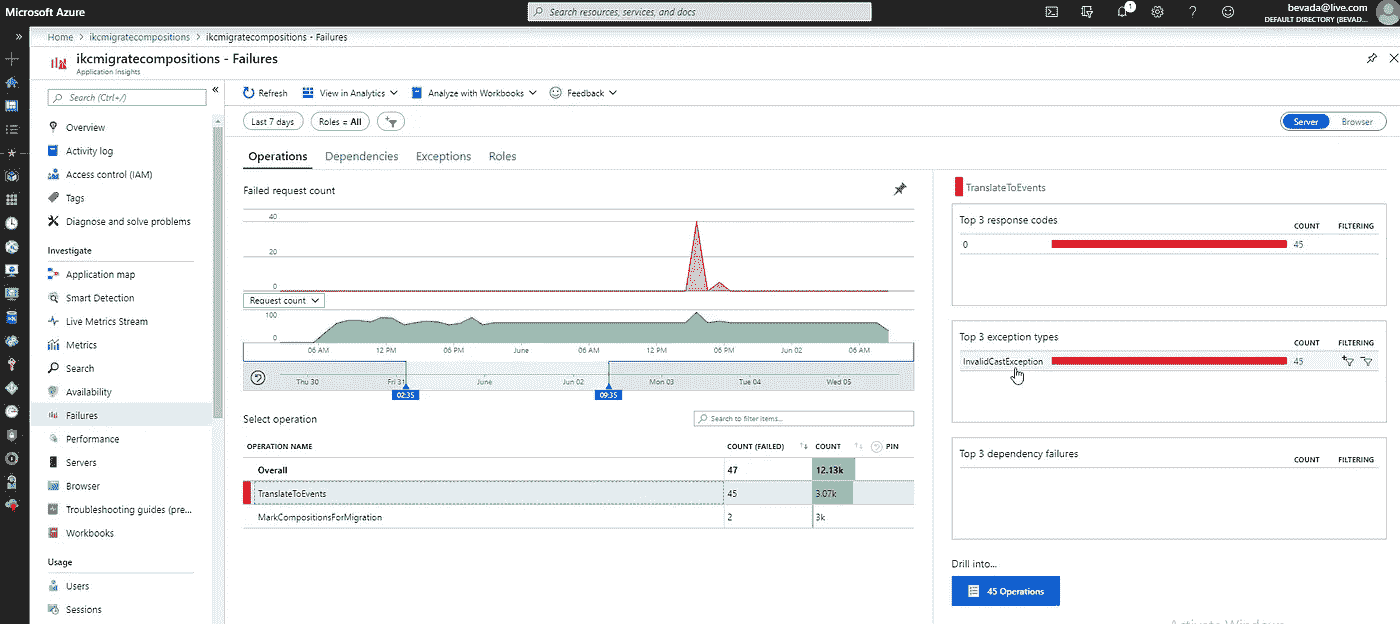 Microsoft Azure
Search resources, services, and docs
1
bevada@live.com
DEFAULT DIRECTORY (BEVAD...
Home > ikcmigratecompositions > ikcmigratecompositions - Failures
ikcmigratecompositions - Failures
Application Insights
Search (Ctrl+/)
Overview
Activity log
Access control (IAM)
Tags
Diagnose and solve problems
Investigate
Application map
Smart Detection
Live Metrics Stream
Metrics
Search
Availability
Failures
Performance
Servers
Browser
Troubleshooting guides (pre...
Workbooks
Usage
Users
Sessions
Refresh
View in Analytics
Analyze with Workbooks
Feedback
Last 7 days
Roles = All
Server
Browser
Operations
Dependencies
Exceptions
Roles
Failed request count
40
20
0
Request count
100
0
06 AM 12 PM 06 PM June 06 AM 12 PM 06 PM Jun 02 06 AM
Thu 30 Fri 31 June Jun 02 Mon 03 Tue 04 Wed 05
02:35 09:35
Select operation
Search to filter items...
OPERATION NAME COUNT (FAILED) COUNT PIN
Overall 47 12.13k
TranslateToEvents 45 3.07k
MarkCompositionsForMigration 2 3k
TranslateToEvents
Top 3 response codes
COUNT FILTERING
0 45
Top 3 exception types
COUNT FILTERING
InvalidCastException 45
Top 3 dependency failures
COUNT FILTERING
Drill into...
45 Operations
Activate Windows